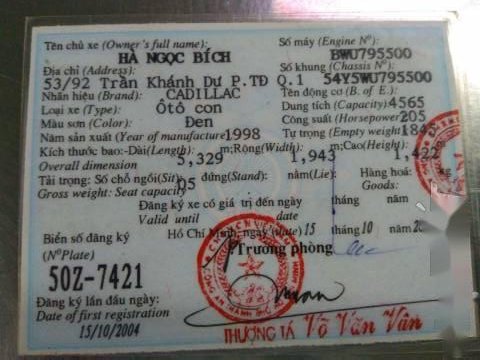 Tên chủ xe (Owner's full name): Số máy (Engine Nº):
HÀ NGỌC BÍCH BWU795500
Địa chỉ (Address): Số khung (Chassis Nº)
53/92 Trần Khánh Dư P.TĐ Q.1 54Y5WU795500
Nhãn hiệu (Brand): CADILLAC Tên động cơ (B. of E.):
Loại xe (Type): Ôtô con Dung tích (Capacity) 4565
Màu sơn (Color): Đen Công suất (Horsepower) 205
Năm sản xuất (Year of manufacture) 1998 Tự trọng (Empty weight) 1845
Kích thước bao:-Dài(Length): m;Rộng(Width): m;Cao(Height):
Overall dimension 5,329 1,943 1,422
Tải trọng: Số chỗ ngồi(Sit): đứng(Stand): nằm(Lie): Hàng hoá:
Gross weight: Seat capacity 05 Goods:
Đăng ký xe có giá trị đến ngày tháng năm
Valid until date
Biển số đăng ký Hồ Chí Minh, ngày (date) 15 tháng 10 năm
(NºPlate) Trưởng phòng
50Z-7421
Đăng ký lần đầu ngày:
Date of first registration
15/10/2004 THƯỢNG TÁ Võ Văn Vân